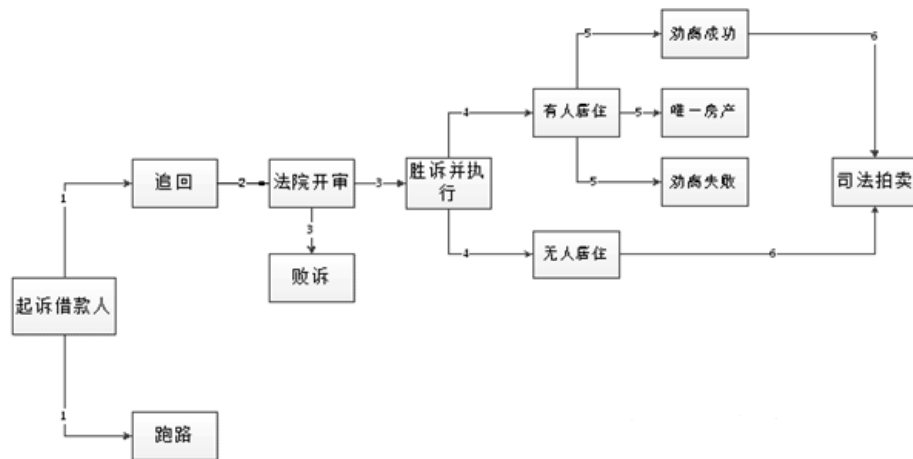 劝离成功
有人居住
唯一房产
追回
法院开审
胜诉并执
行
劝离失败
司法拍卖
败诉
无人居住
起诉借款人
跑路
1
2
3
3
4
4
5
5
5
6
6
1